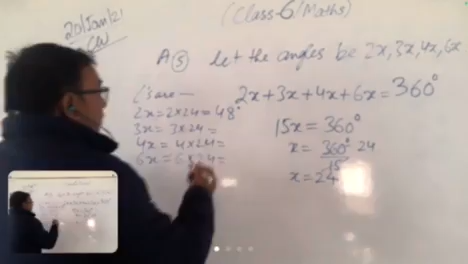 (Class-6/Maths)
20/Jan/21
CW
A⑤ Let the angles be 2x, 3x, 4x, 6x
2x+3x+4x+6x=360°
∠'s are —
2x = 2×24 = 48°
3x = 3×24 =
4x = 4×24 =
6x = 6×24 =
15x = 360°
x = 360° 24
15
x = 24